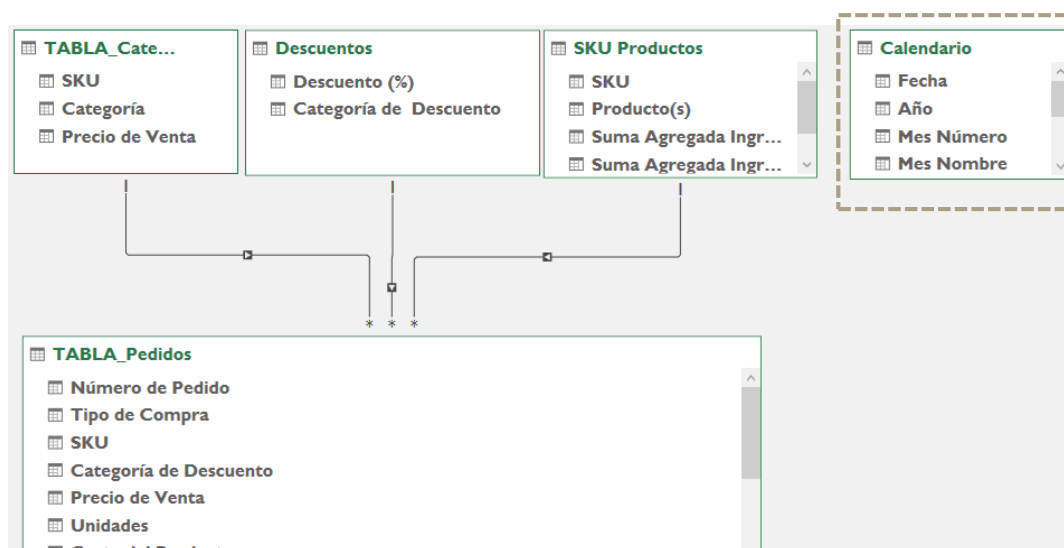 TABLA_Cate...
SKU
Categoría
Precio de Venta
Descuentos
Descuento (%)
Categoría de Descuento
SKU Productos
SKU
Producto(s)
Suma Agregada Ingr...
Suma Agregada Ingr...
Calendario
Fecha
Año
Mes Número
Mes Nombre
* * *
TABLA_Pedidos
Número de Pedido
Tipo de Compra
SKU
Categoría de Descuento
Precio de Venta
Unidades